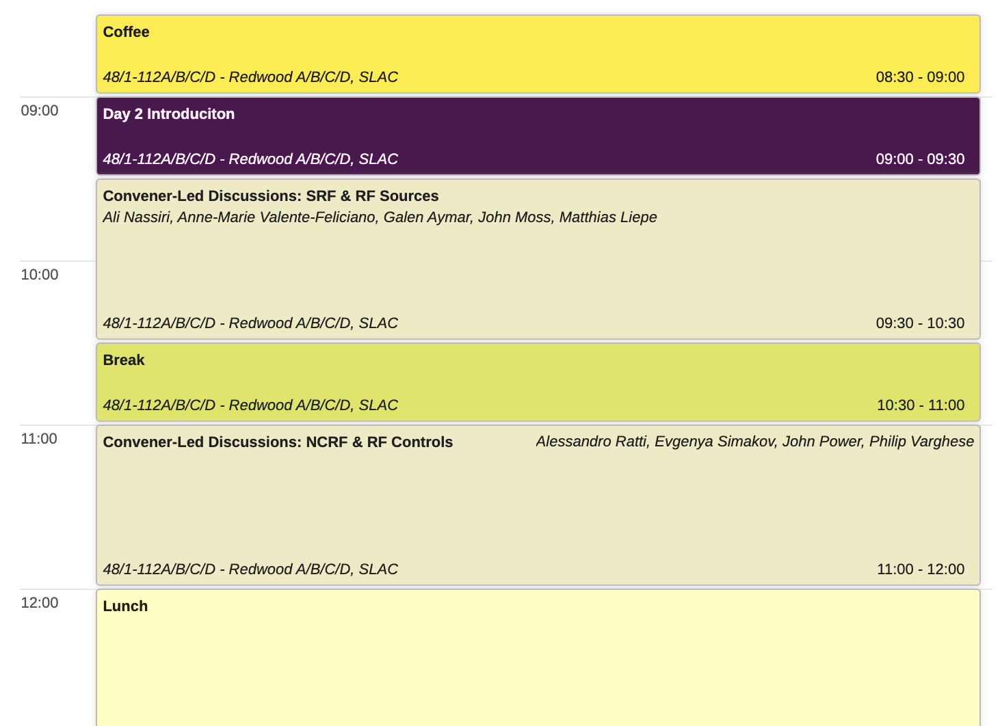 Coffee
48/1-112A/B/C/D - Redwood A/B/C/D, SLAC 08:30 - 09:00
09:00
Day 2 Introduciton
48/1-112A/B/C/D - Redwood A/B/C/D, SLAC 09:00 - 09:30
Convener-Led Discussions: SRF & RF Sources
Ali Nassiri, Anne-Marie Valente-Feliciano, Galen Aymar, John Moss, Matthias Liepe
10:00
48/1-112A/B/C/D - Redwood A/B/C/D, SLAC 09:30 - 10:30
Break
48/1-112A/B/C/D - Redwood A/B/C/D, SLAC 10:30 - 11:00
11:00
Convener-Led Discussions: NCRF & RF Controls Alessandro Ratti, Evgenya Simakov, John Power, Philip Varghese
48/1-112A/B/C/D - Redwood A/B/C/D, SLAC 11:00 - 12:00
12:00
Lunch